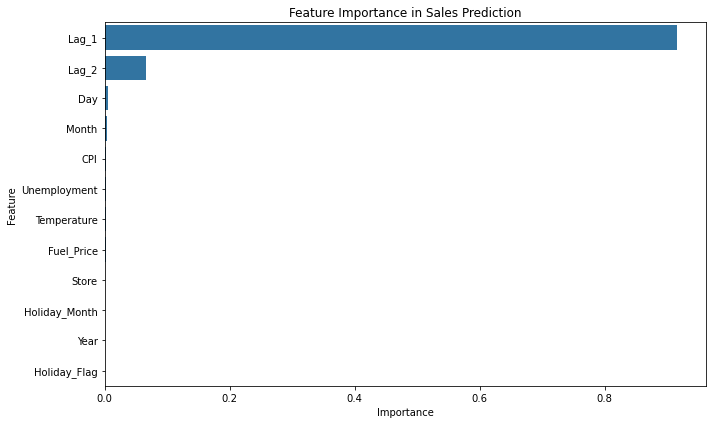 Feature Importance in Sales Prediction
Lag_1
Lag_2
Day
Month
CPI
Unemployment
Temperature
Fuel_Price
Store
Holiday_Month
Year
Holiday_Flag
Feature
0.0 0.2 0.4 0.6 0.8
Importance